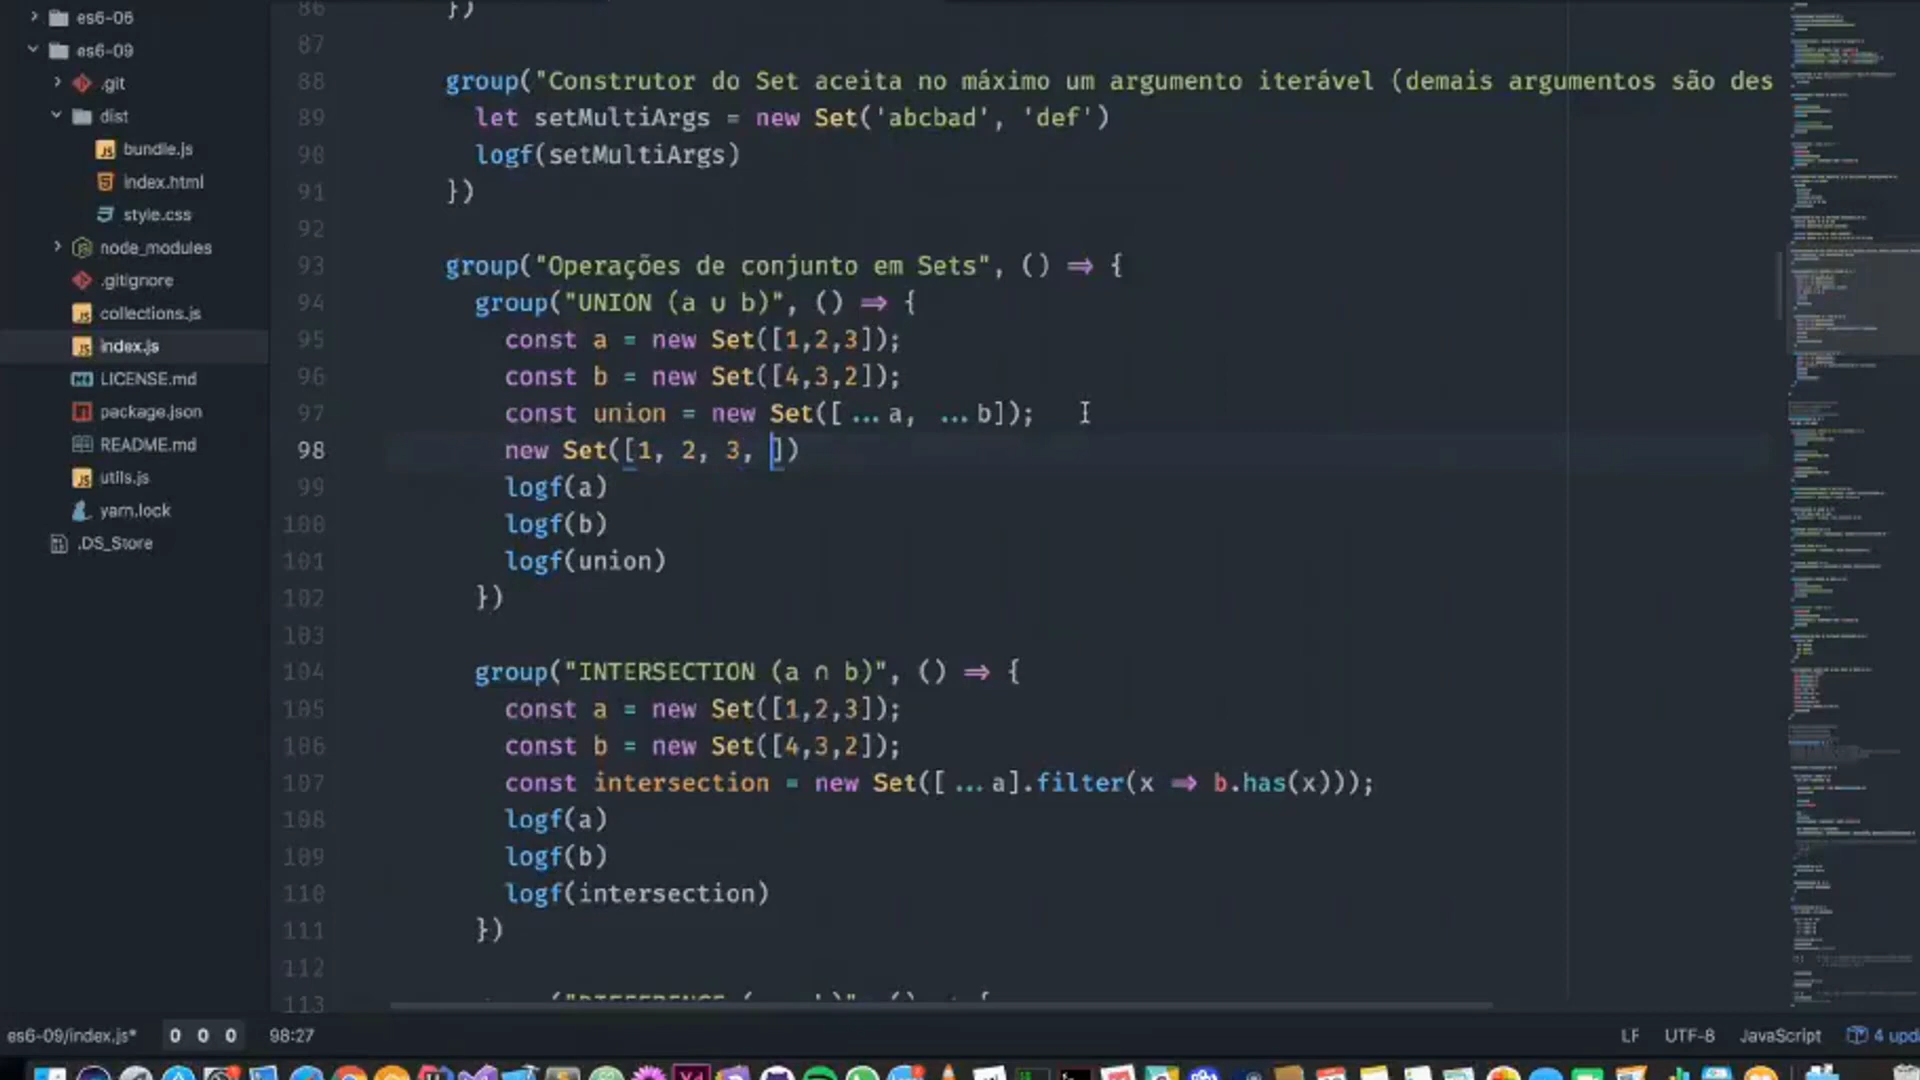 es6-06
es6-09
.git
dist
bundle.js
index.html
style.css
node_modules
.gitignore
collections.js
index.js
LICENSE.md
package.json
README.md
utils.js
yarn.lock
.DS_Store
86 })
87
88 group("Construtor do Set aceita no máximo um argumento iterável (demais argumentos são des
89 let setMultiArgs = new Set('abcbad', 'def')
90 logf(setMultiArgs)
91 })
92
93 group("Operações de conjunto em Sets", () => {
94 group("UNION (a ∪ b)", () => {
95 const a = new Set([1,2,3]);
96 const b = new Set([4,3,2]);
97 const union = new Set([...a, ...b]);
98 new Set([1, 2, 3, ])
99 logf(a)
100 logf(b)
101 logf(union)
102 })
103
104 group("INTERSECTION (a ∩ b)", () => {
105 const a = new Set([1,2,3]);
106 const b = new Set([4,3,2]);
107 const intersection = new Set([...a].filter(x => b.has(x)));
108 logf(a)
109 logf(b)
110 logf(intersection)
111 })
112
113
es6-09/index.js* 0 0 0 98:27 LF UTF-8 JavaScript 4 upd